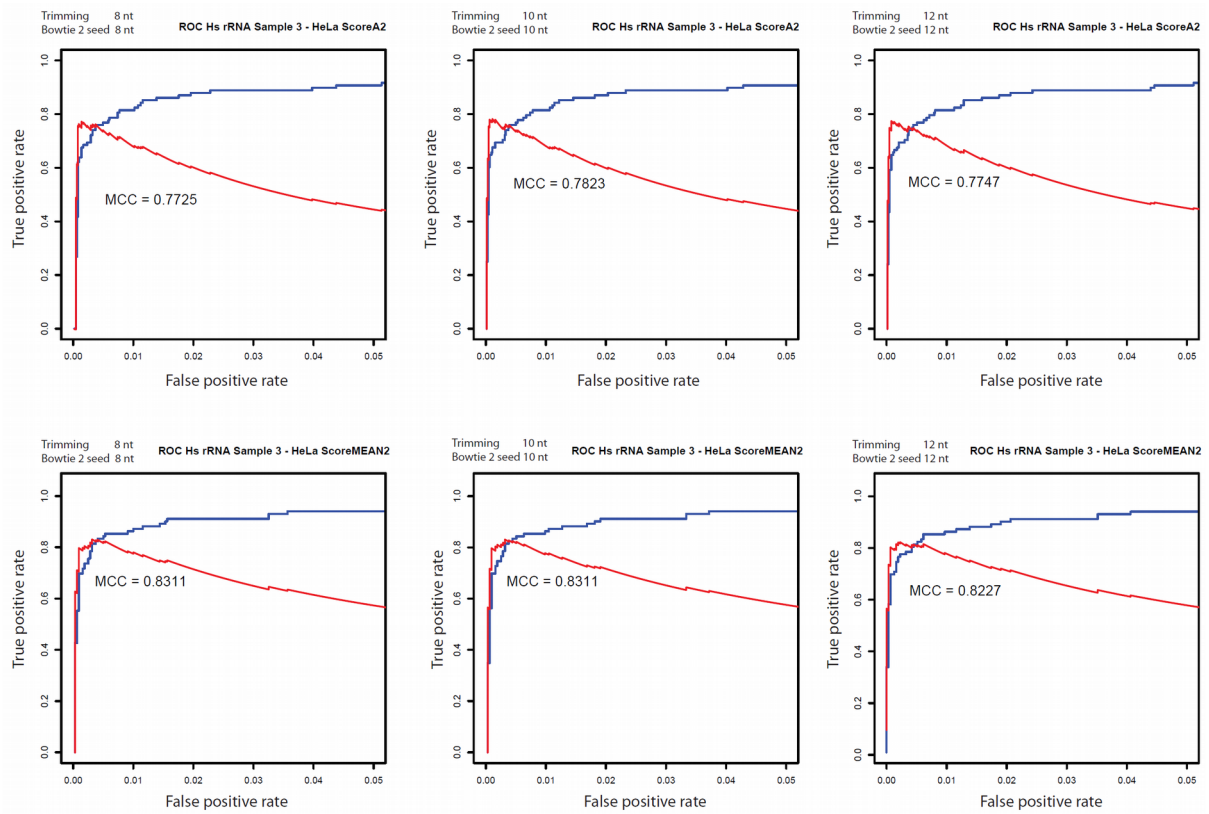 Trimming 8 nt
Bowtie 2 seed 8 nt
ROC Hs rRNA Sample 3 - HeLa ScoreA2
True positive rate
1.0
0.8
0.6
0.4
0.2
0.0
MCC = 0.7725
0.00 0.01 0.02 0.03 0.04 0.05
False positive rate
Trimming 10 nt
Bowtie 2 seed 10 nt
ROC Hs rRNA Sample 3 - HeLa ScoreA2
True positive rate
1.0
0.8
0.6
0.4
0.2
0.0
MCC = 0.7823
0.00 0.01 0.02 0.03 0.04 0.05
False positive rate
Trimming 12 nt
Bowtie 2 seed 12 nt
ROC Hs rRNA Sample 3 - HeLa ScoreA2
True positive rate
1.0
0.8
0.6
0.4
0.2
0.0
MCC = 0.7747
0.00 0.01 0.02 0.03 0.04 0.05
False positive rate
Trimming 8 nt
Bowtie 2 seed 8 nt
ROC Hs rRNA Sample 3 - HeLa ScoreMEAN2
True positive rate
1.0
0.8
0.6
0.4
0.2
0.0
MCC = 0.8311
0.00 0.01 0.02 0.03 0.04 0.05
False positive rate
Trimming 10 nt
Bowtie 2 seed 10 nt
ROC Hs rRNA Sample 3 - HeLa ScoreMEAN2
True positive rate
1.0
0.8
0.6
0.4
0.2
0.0
MCC = 0.8311
0.00 0.01 0.02 0.03 0.04 0.05
False positive rate
Trimming 12 nt
Bowtie 2 seed 12 nt
ROC Hs rRNA Sample 3 - HeLa ScoreMEAN2
True positive rate
1.0
0.8
0.6
0.4
0.2
0.0
MCC = 0.8227
0.00 0.01 0.02 0.03 0.04 0.05
False positive rate